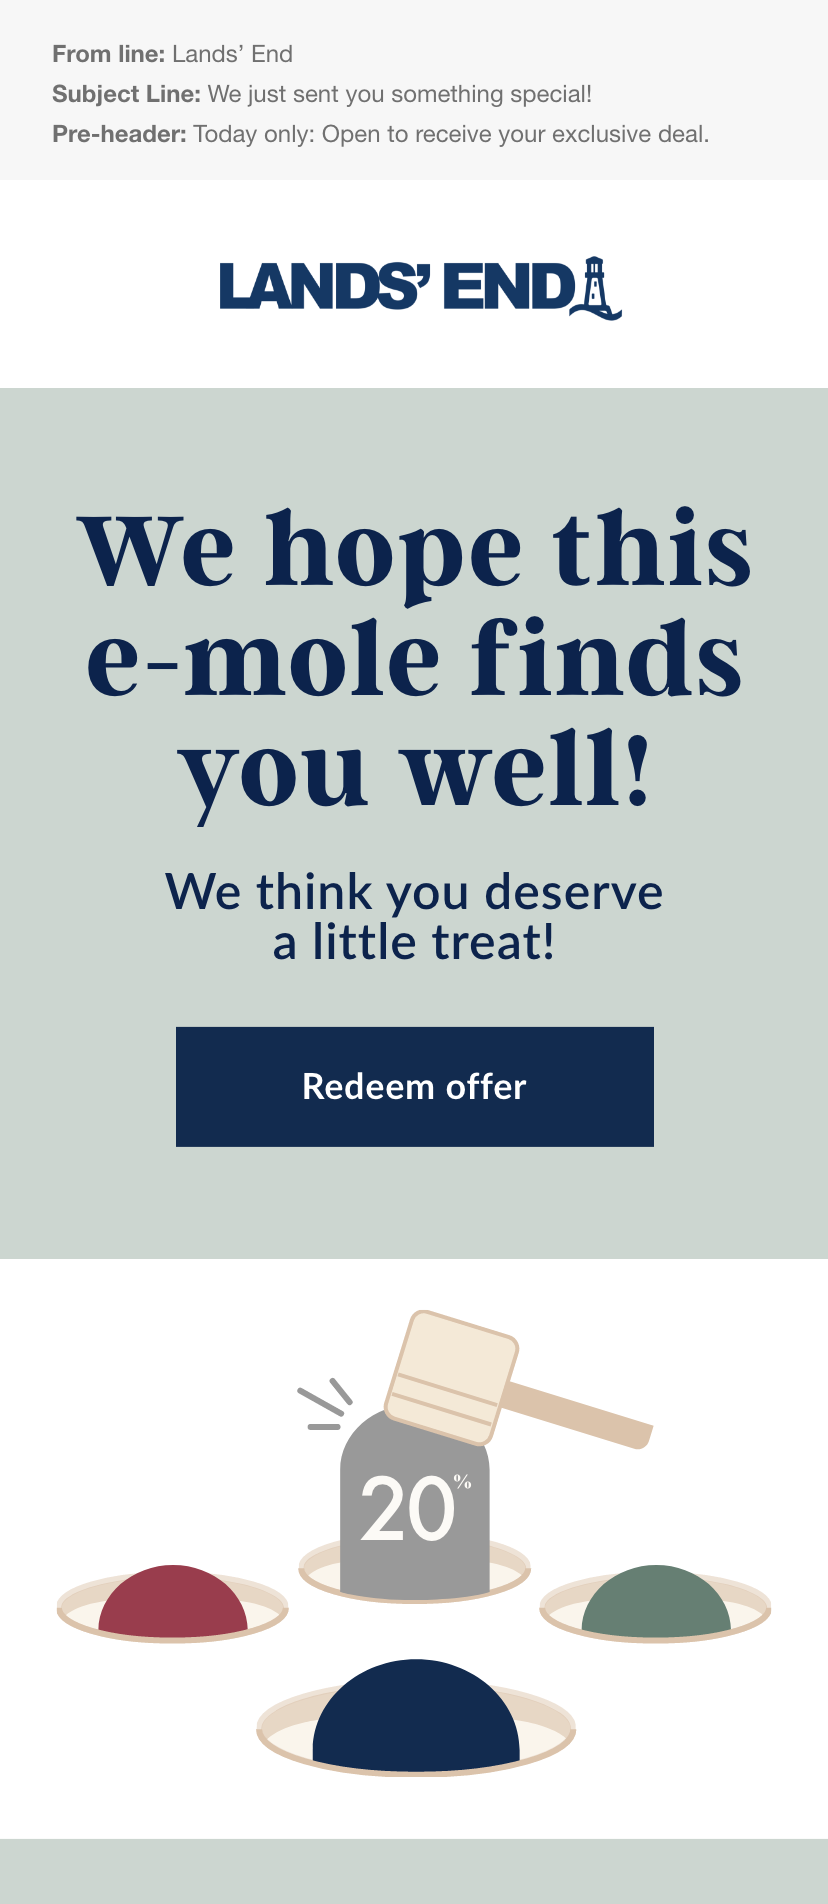 From line: Lands’ End
Subject Line: We just sent you something special!
Pre-header: Today only: Open to receive your exclusive deal.
LANDS’ END
We hope this
e-mole finds
you well!
We think you deserve
a little treat!
Redeem offer
20%